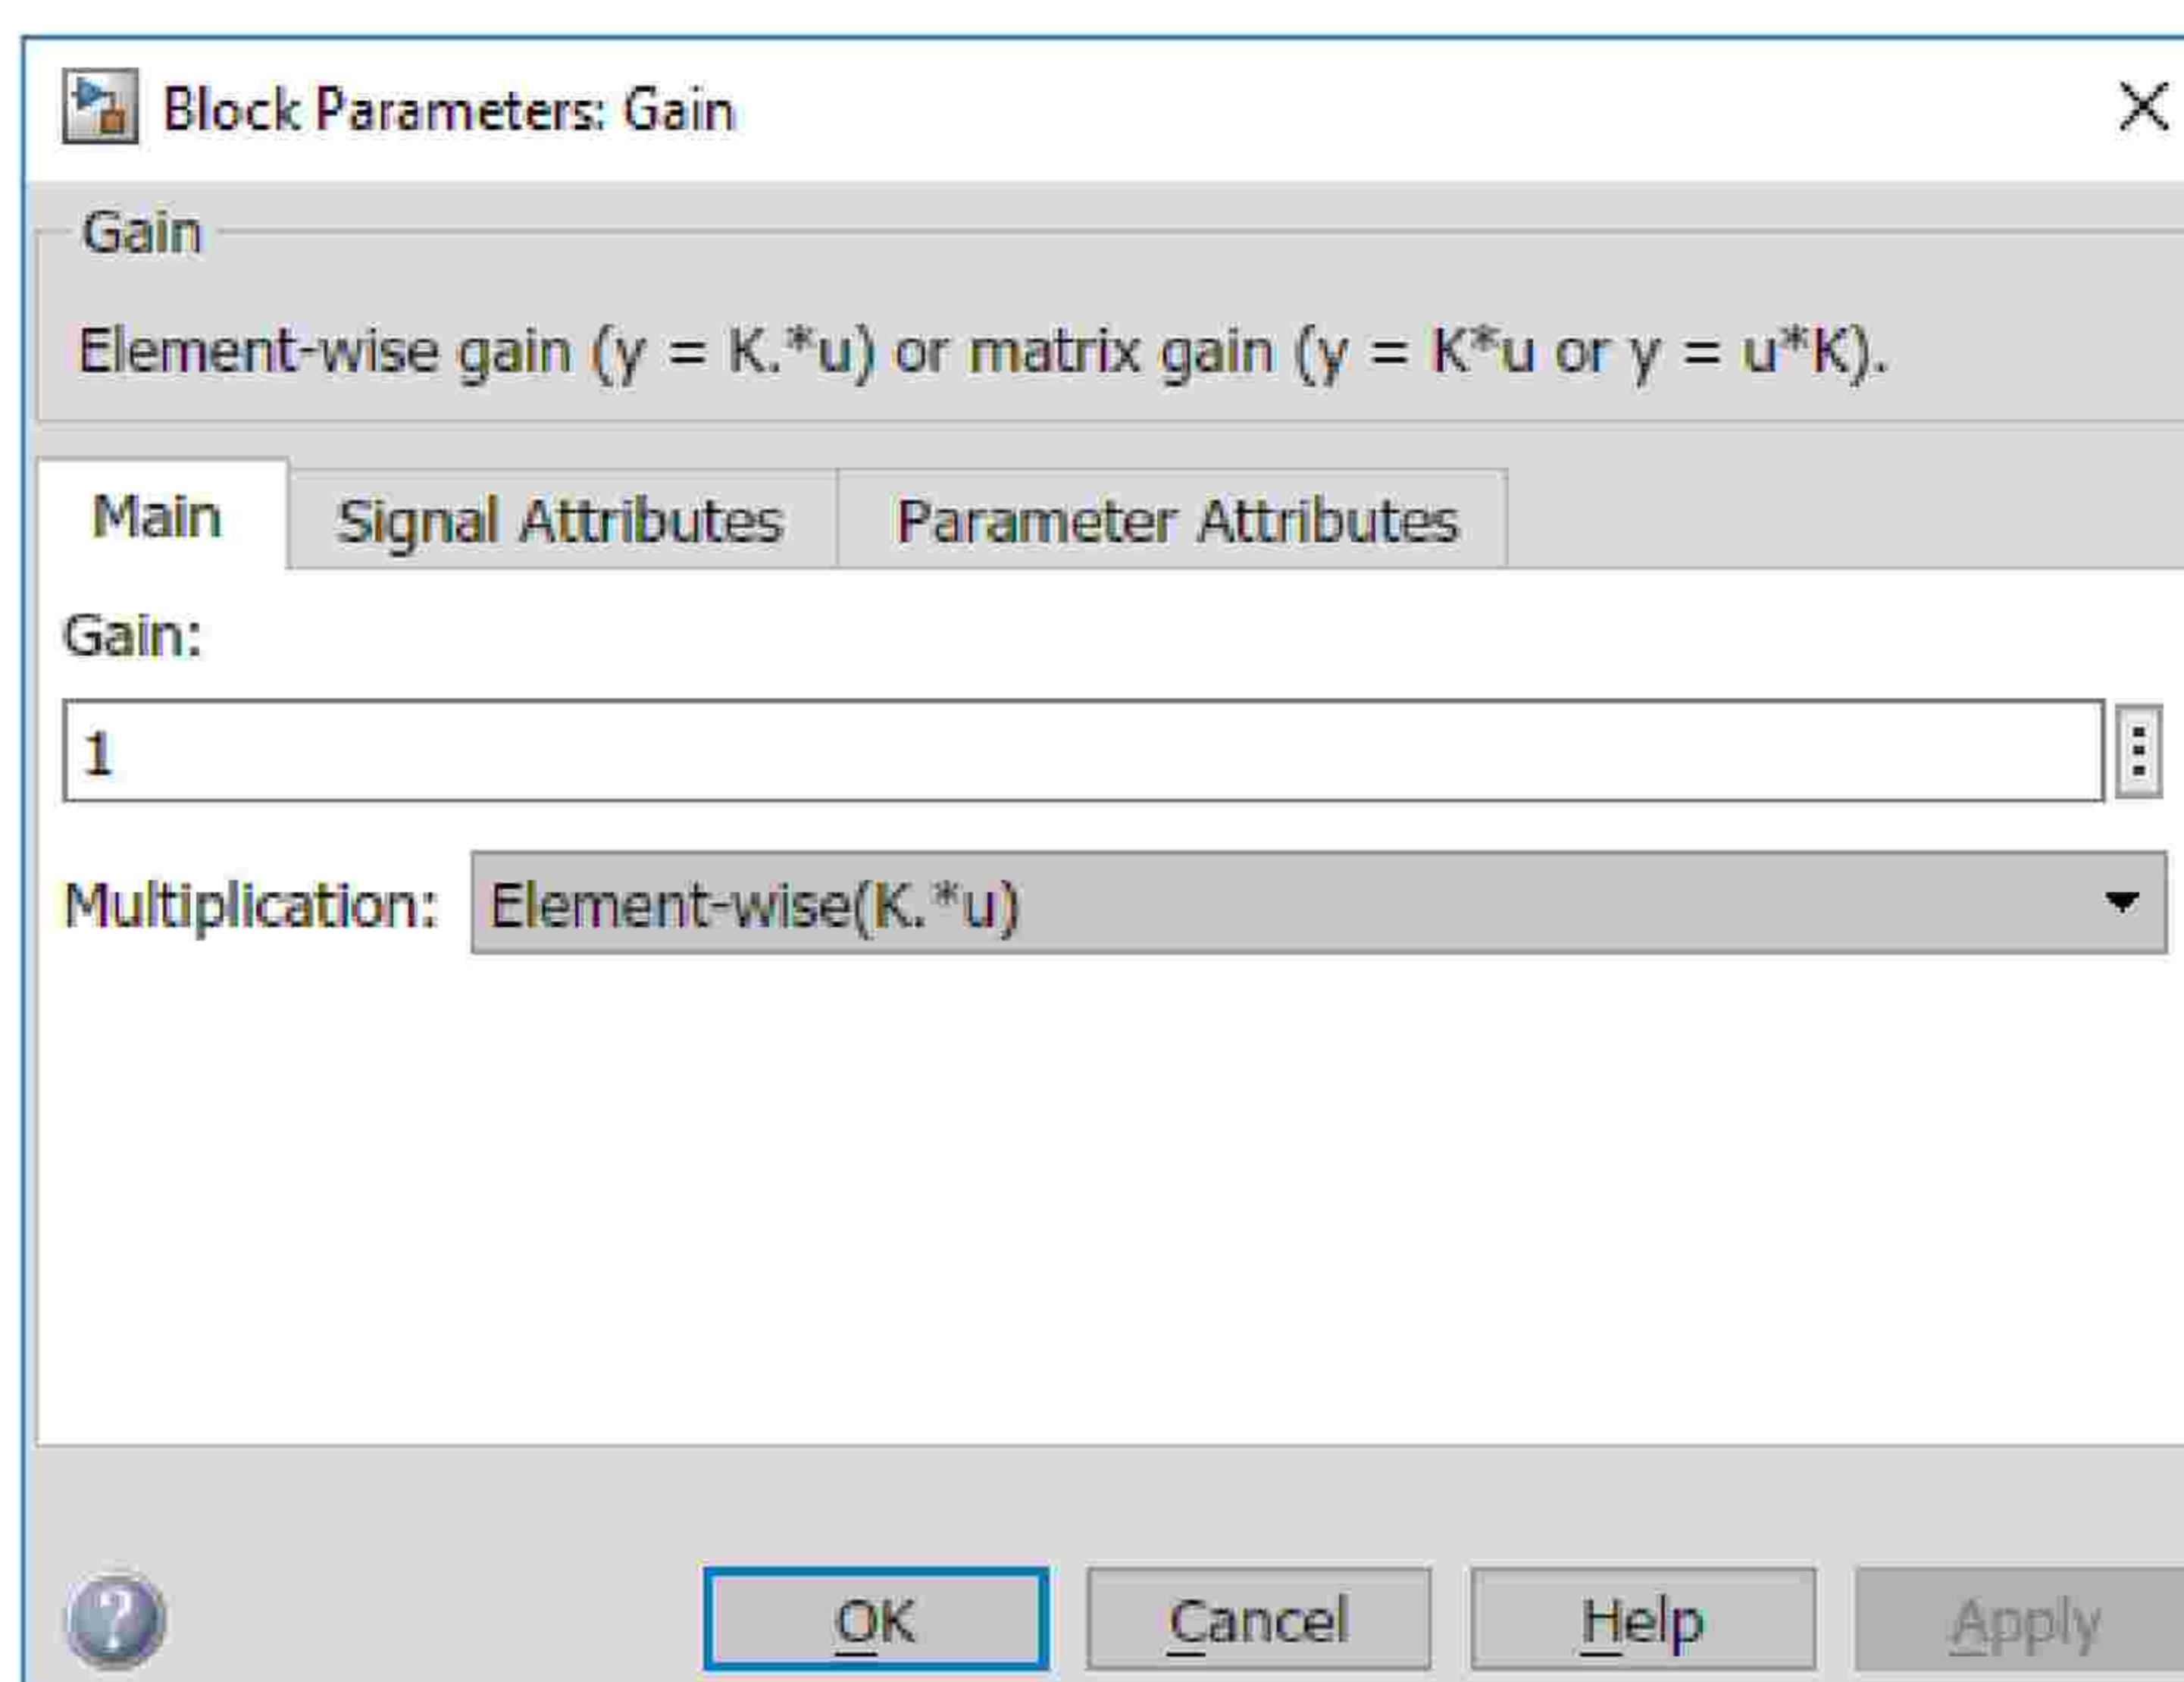 Block Parameters: Gain
Gain
Element-wise gain (y = K.*u) or matrix gain (y = K*u or y = u*K).
Main Signal Attributes Parameter Attributes
Gain:
1
Multiplication: Element-wise(K.*u)
? OK Cancel Help Apply